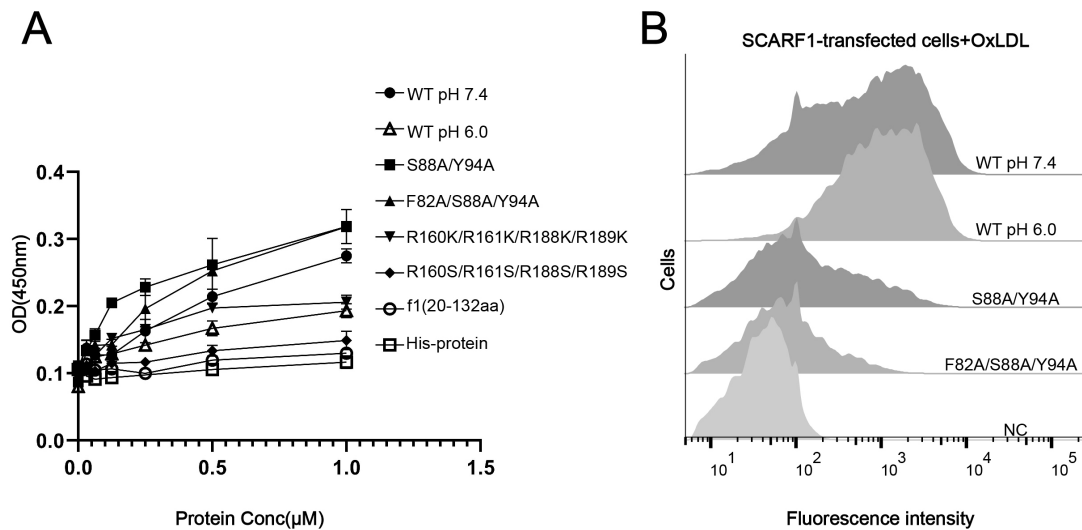 A
WT pH 7.4
WT pH 6.0
S88A/Y94A
F82A/S88A/Y94A
R160K/R161K/R188K/R189K
R160S/R161S/R188S/R189S
f1(20-132aa)
His-protein
OD(450nm)
0.4
0.3
0.2
0.1
0.0
0.0 0.5 1.0 1.5
Protein Conc(μM)
B
SCARF1-transfected cells+OxLDL
Cells
WT pH 7.4
WT pH 6.0
S88A/Y94A
F82A/S88A/Y94A
NC
10^1 10^2 10^3 10^4 10^5
Fluorescence intensity